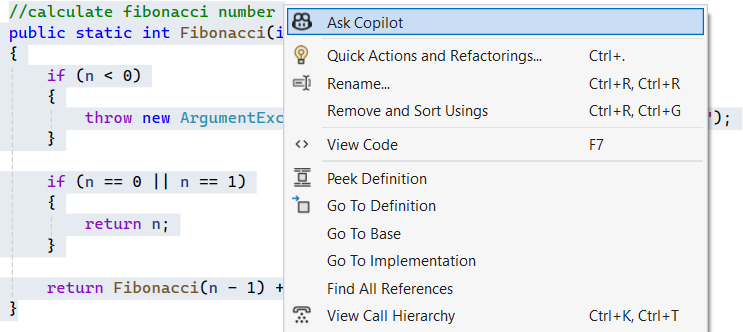 //calculate fibonacci number
public static int Fibonacci(i
{
if (n < 0)
{
throw new ArgumentExc
");
}
if (n == 0 || n == 1)
{
return n;
}
return Fibonacci(n - 1) +
}
Ask Copilot
Quick Actions and Refactorings... Ctrl+.
Rename... Ctrl+R, Ctrl+R
Remove and Sort Usings Ctrl+R, Ctrl+G
View Code F7
Peek Definition
Go To Definition
Go To Base
Go To Implementation
Find All References
View Call Hierarchy Ctrl+K, Ctrl+T